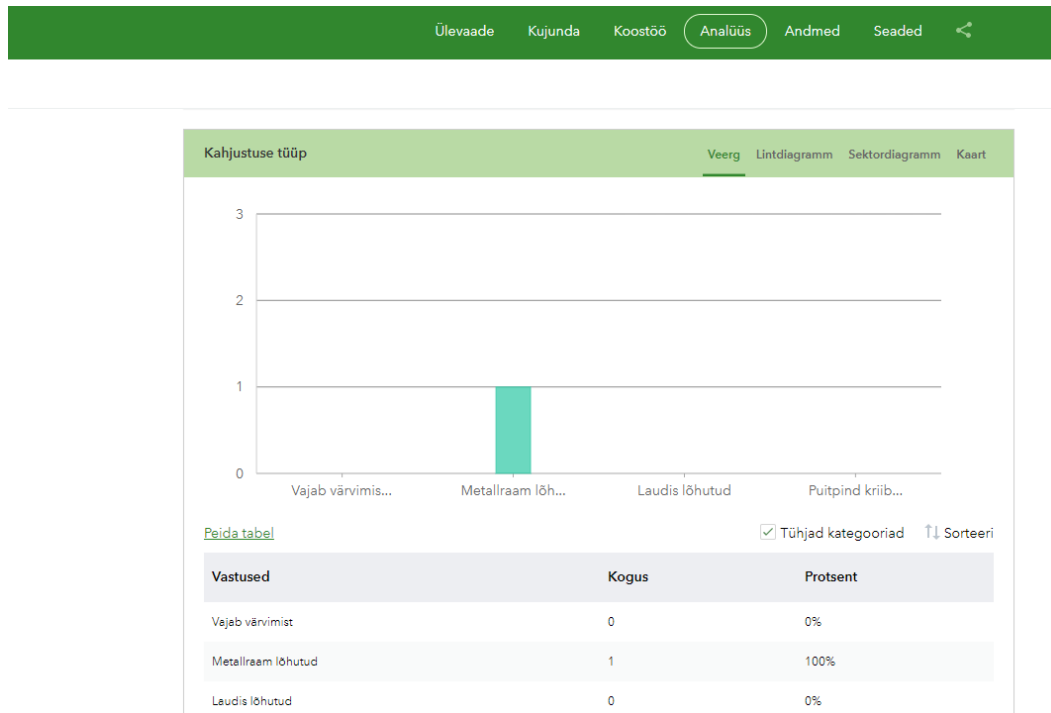 Ülevaade Kujunda Koostöö Analüüs Andmed Seaded
Kahjustuse tüüp Veerg Lintdiagramm Sektordiagramm Kaart
3
2
1
0
Vajab värvimis... Metallraam lõh... Laudis lõhutud Puitpind kriib...
Peida tabel Tühjad kategooriad Sorteeri
Vastused Kogus Protsent
Vajab värvimist 0 0%
Metallraam lõhutud 1 100%
Laudis lõhutud 0 0%